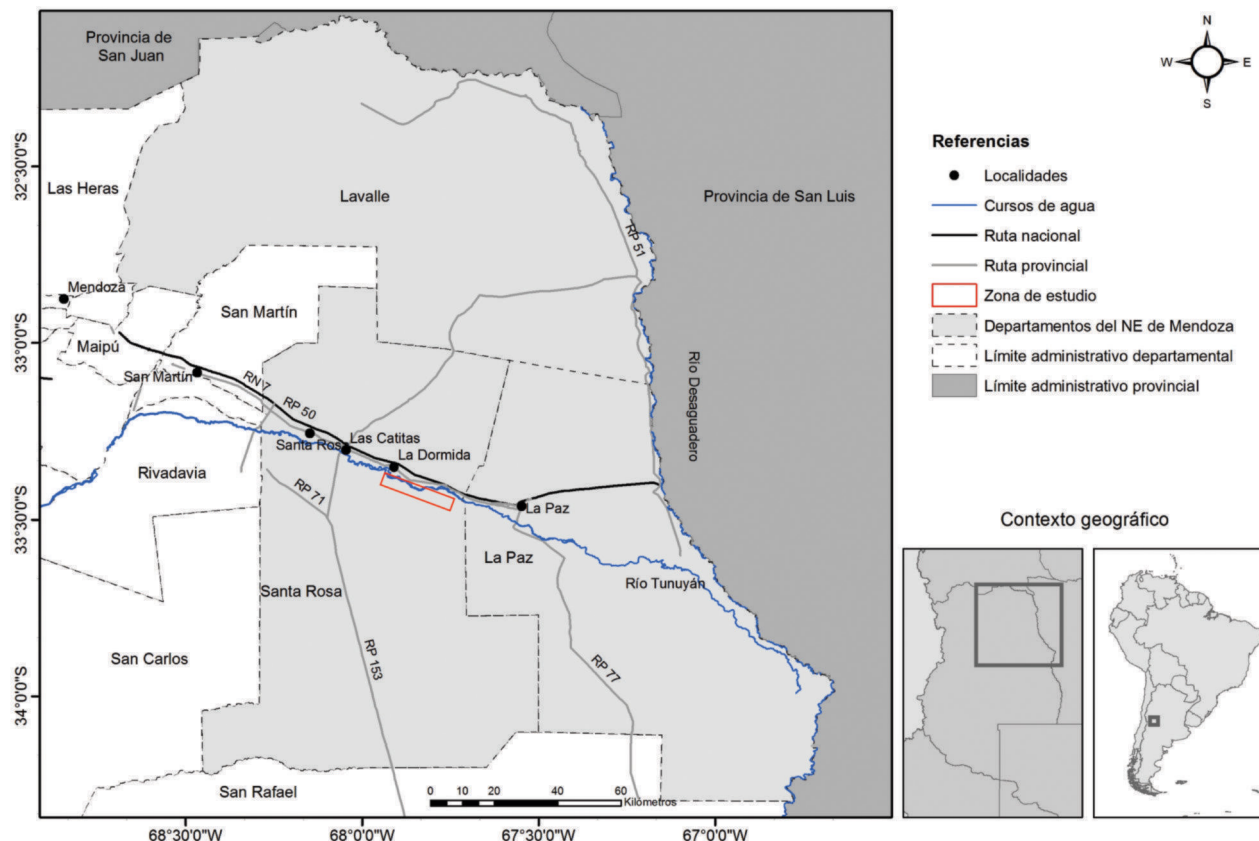 Provincia de
San Juan
N
W
E
S
32°30'0"S
33°0'0"S
33°30'0"S
34°0'0"S
Las Heras
Lavalle
Provincia de San Luis
RP 51
Mendoza
San Martín
Maipú
San Martín
RN 7
RP 50
Río Desaguadero
Santa Ros
Las Catitas
La Dormida
Rivadavia
RP 71
La Paz
La Paz
Santa Rosa
Río Tunuyán
San Carlos
RP 153
RP 77
San Rafael
0
10
20
40
60
Kilómetros
68°30'0"W
68°0'0"W
67°30'0"W
67°0'0"W
Referencias
Localidades
Cursos de agua
Ruta nacional
Ruta provincial
Zona de estudio
Departamentos del NE de Mendoza
Límite administrativo departamental
Límite administrativo provincial
Contexto geográfico